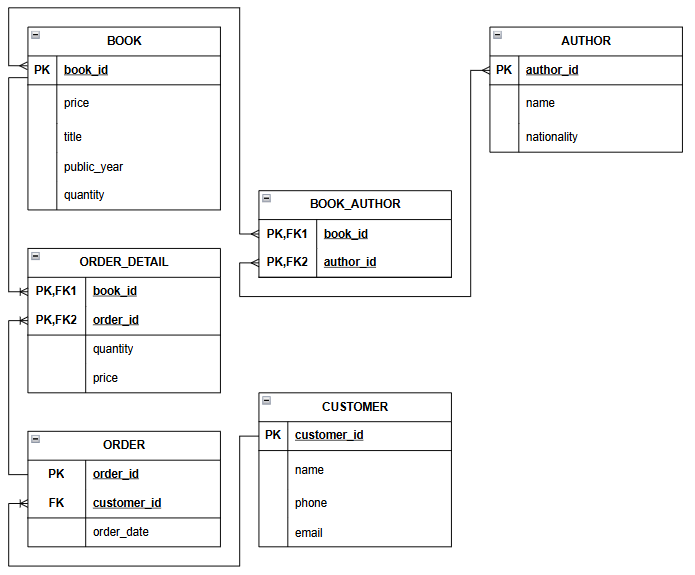 BOOK
PK book_id
price
title
public_year
quantity
AUTHOR
PK author_id
name
nationality
BOOK_AUTHOR
PK,FK1 book_id
PK,FK2 author_id
ORDER_DETAIL
PK,FK1 book_id
PK,FK2 order_id
quantity
price
CUSTOMER
PK customer_id
name
phone
email
ORDER
PK order_id
FK customer_id
order_date